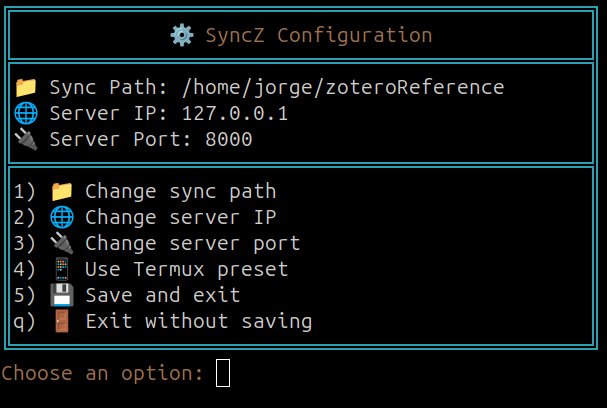 ⚙️ SyncZ Configuration
📁 Sync Path: /home/jorge/zoteroReference
🌐 Server IP: 127.0.0.1
🔌 Server Port: 8000
1) 📁 Change sync path
2) 🌐 Change server IP
3) 🔌 Change server port
4) 📱 Use Termux preset
5) 💾 Save and exit
q) 🚪 Exit without saving
Choose an option: